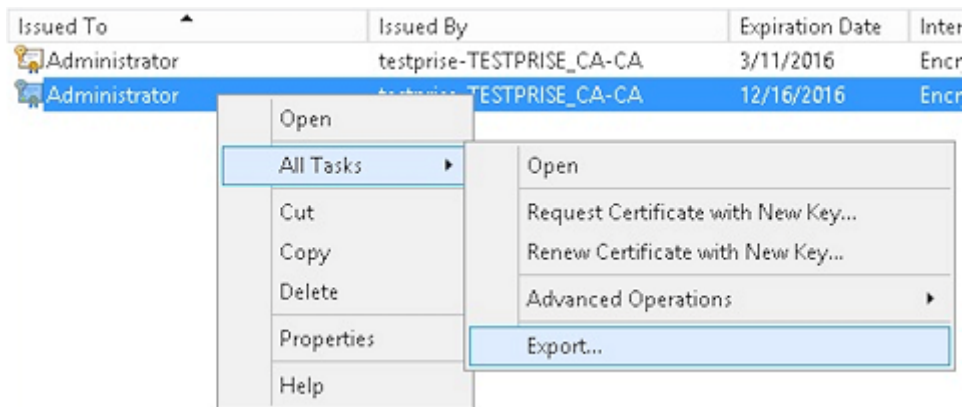 Issued To Issued By Expiration Date Inter
Administrator testprise-TESTPRISE_CA-CA 3/11/2016 Encr
Administrator testprise-TESTPRISE_CA-CA 12/16/2016 Encr
Open
All Tasks Open
Cut Request Certificate with New Key...
Copy Renew Certificate with New Key...
Delete Advanced Operations
Properties Export...
Help